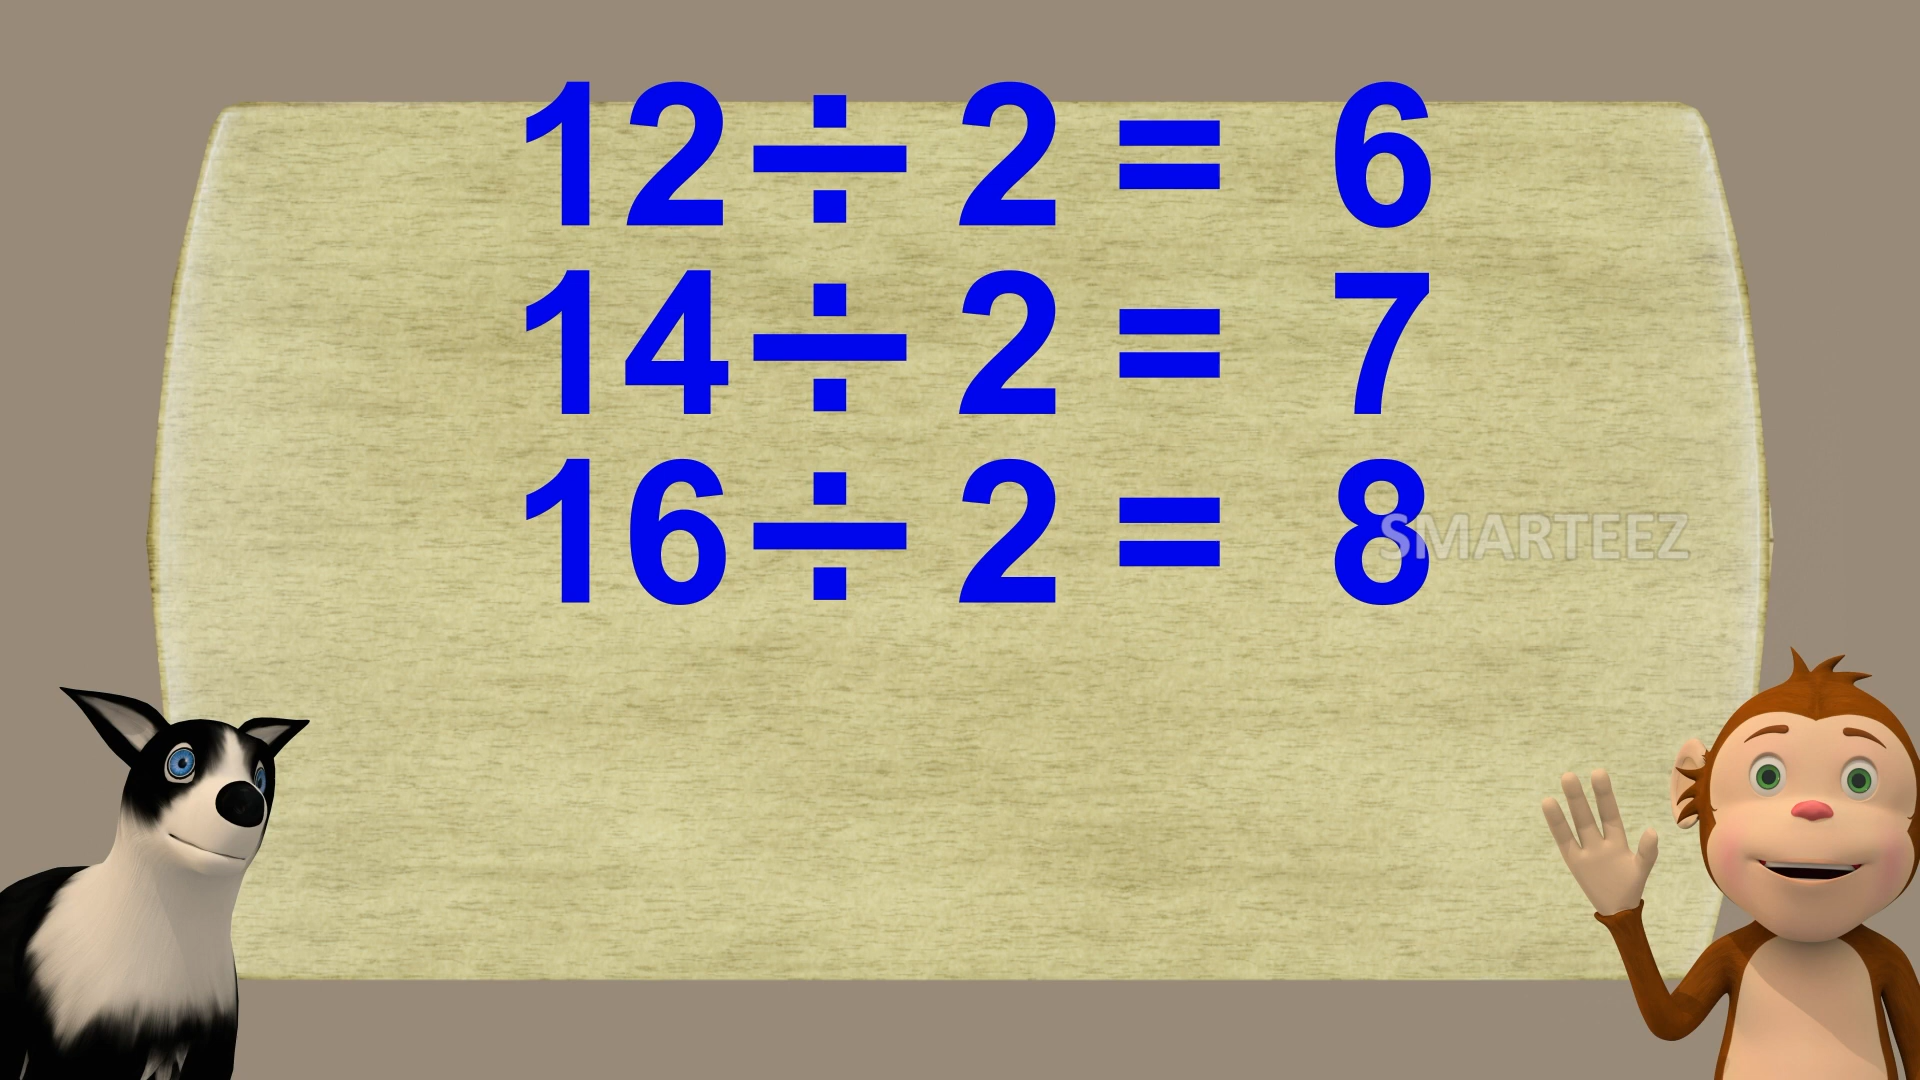 12 ÷ 2 = 6
14 ÷ 2 = 7
16 ÷ 2 = 8
SMARTEEZ